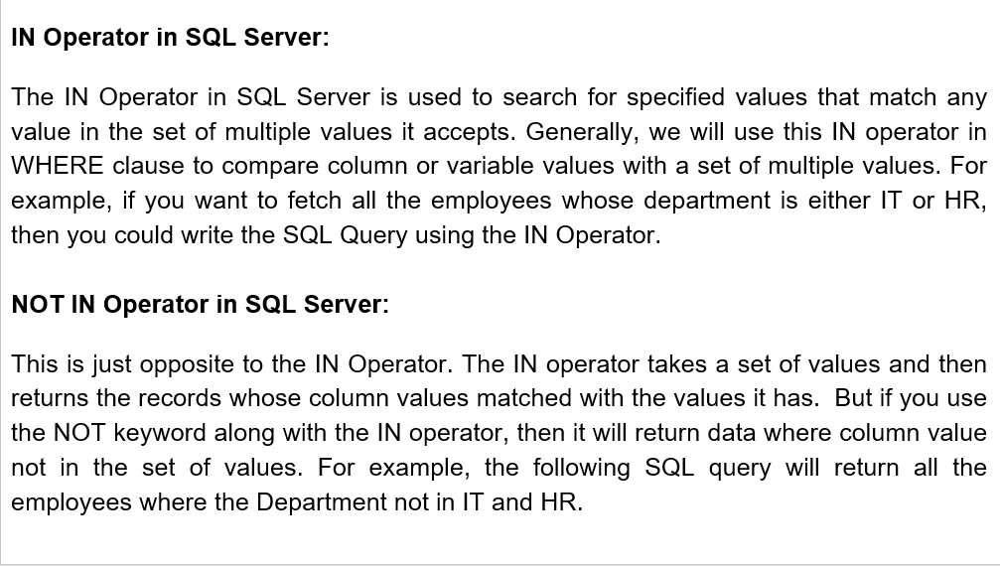 IN Operator in SQL Server:
The IN Operator in SQL Server is used to search for specified values that match any
value in the set of multiple values it accepts. Generally, we will use this IN operator in
WHERE clause to compare column or variable values with a set of multiple values. For
example, if you want to fetch all the employees whose department is either IT or HR,
then you could write the SQL Query using the IN Operator.
NOT IN Operator in SQL Server:
This is just opposite to the IN Operator. The IN operator takes a set of values and then
returns the records whose column values matched with the values it has.  But if you use
the NOT keyword along with the IN operator, then it will return data where column value
not in the set of values. For example, the following SQL query will return all the
employees where the Department not in IT and HR.